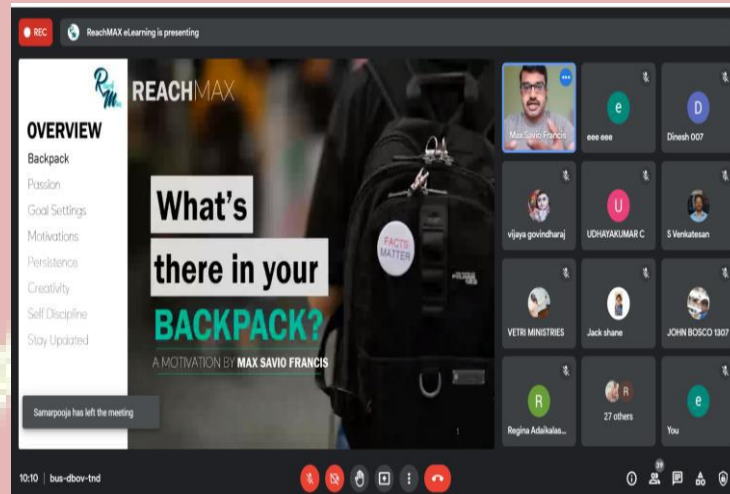 REC
ReachMAX eLearning is presenting
REACHMAX
OVERVIEW
Backpack
Passion
Goal Settings
Motivations
Persistence
Creativity
Self Discipline
Stay Updated
What's
there in your
BACKPACK?
A MOTIVATION BY MAX SAVIO FRANCIS
FACTS
MATTER
1
Samarpooja has left the meeting
Max Savio Francis
e
eee eee
D
Dinesh 007
vijaya govindharaj
U
UDHAYAKUMAR C
S Venkatesan
VETRI MINISTRIES
Jack shane
JOHN BOSCO 1307
R
Regina Adaikalas...
R
27 others
e
You
10:10 | bus-dbov-tnd
39